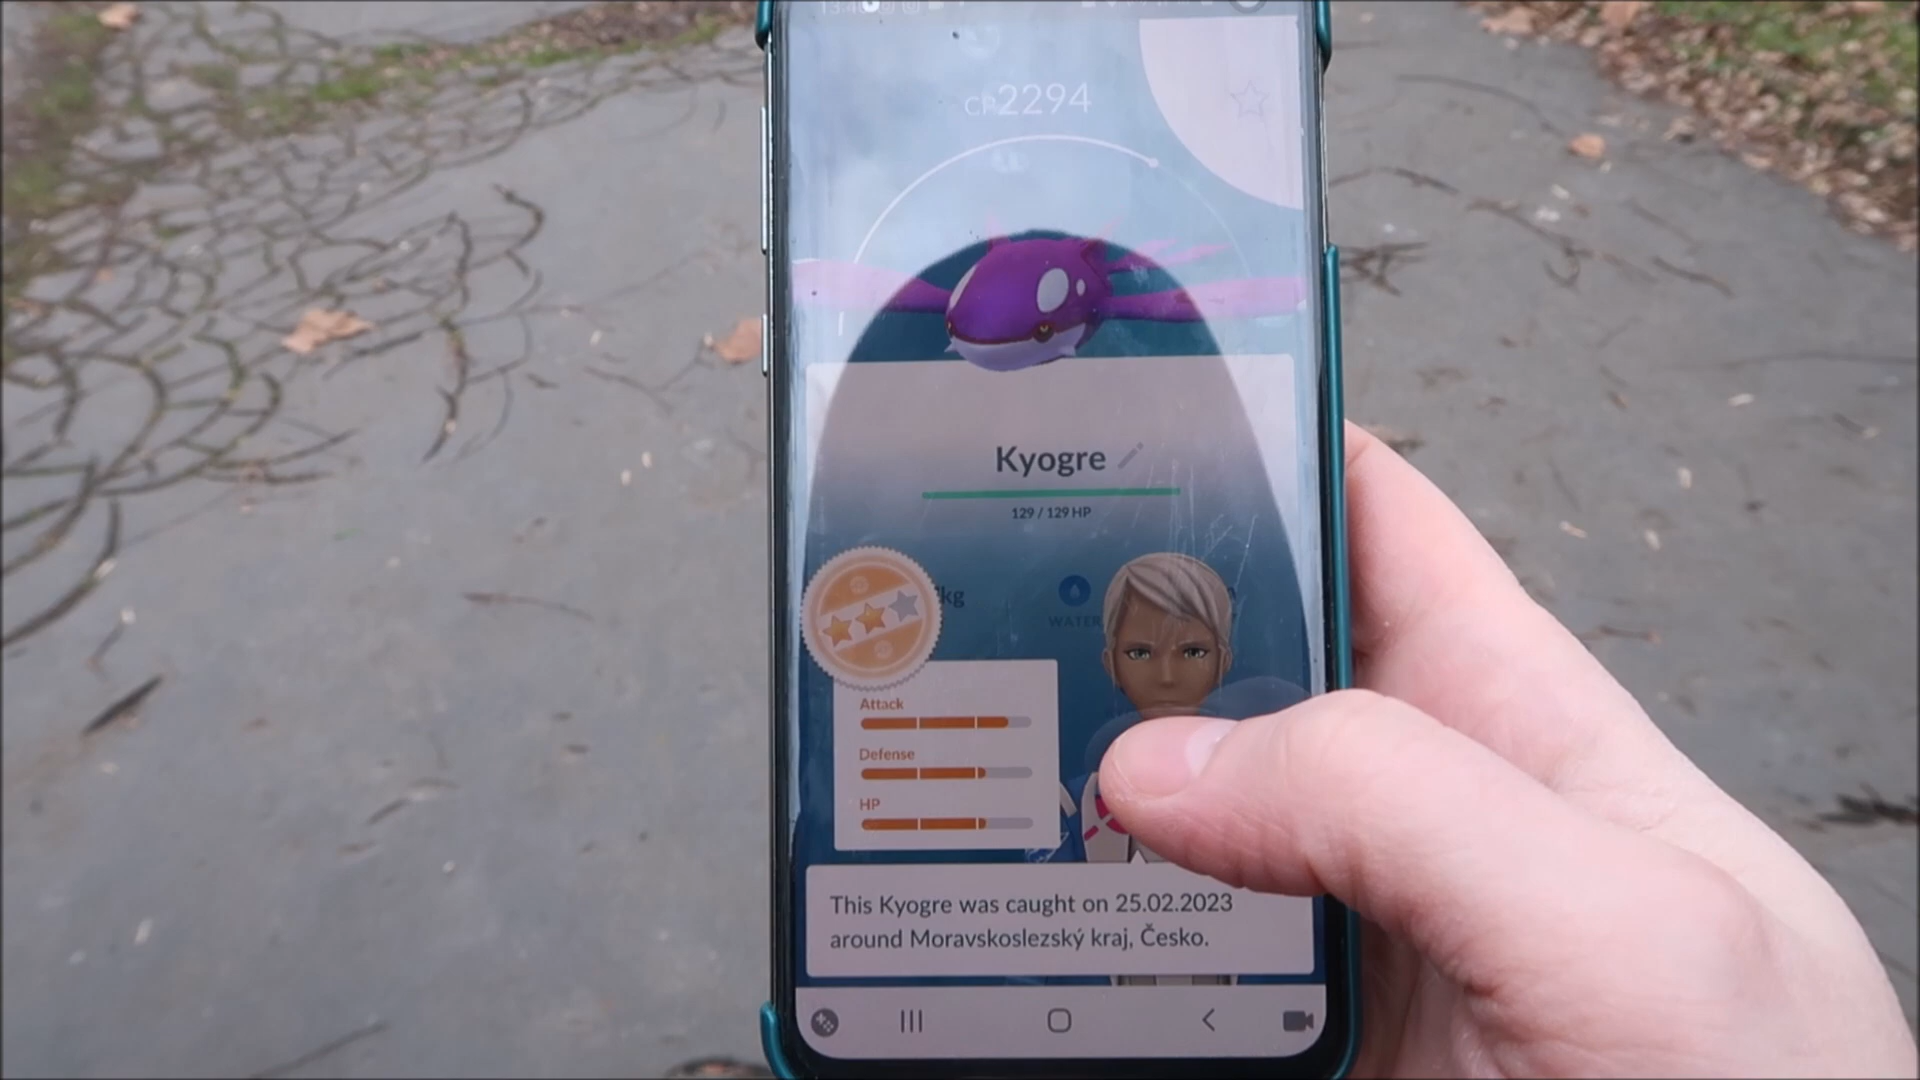 CP2294
Kyogre
129 / 129 HP
kg
WATER
Attack
Defense
HP
This Kyogre was caught on 25.02.2023
around Moravskoslezský kraj, Česko.